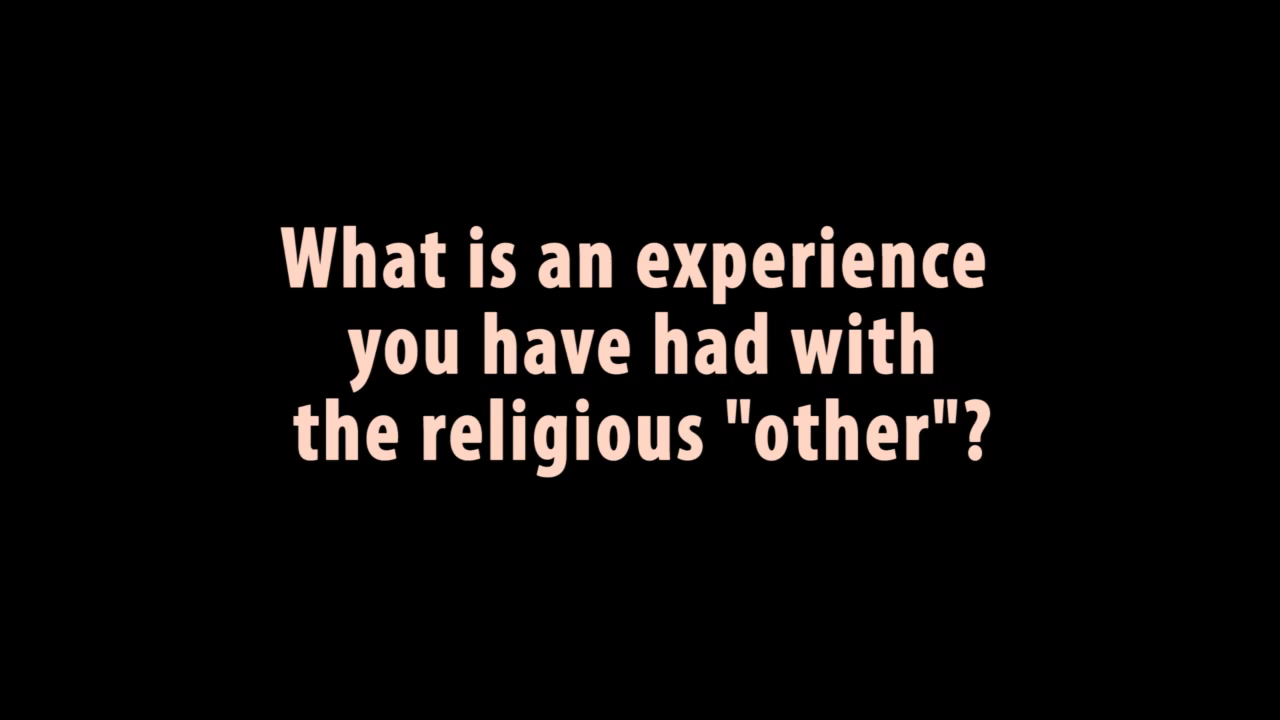 What is an experience
you have had with
the religious "other"?